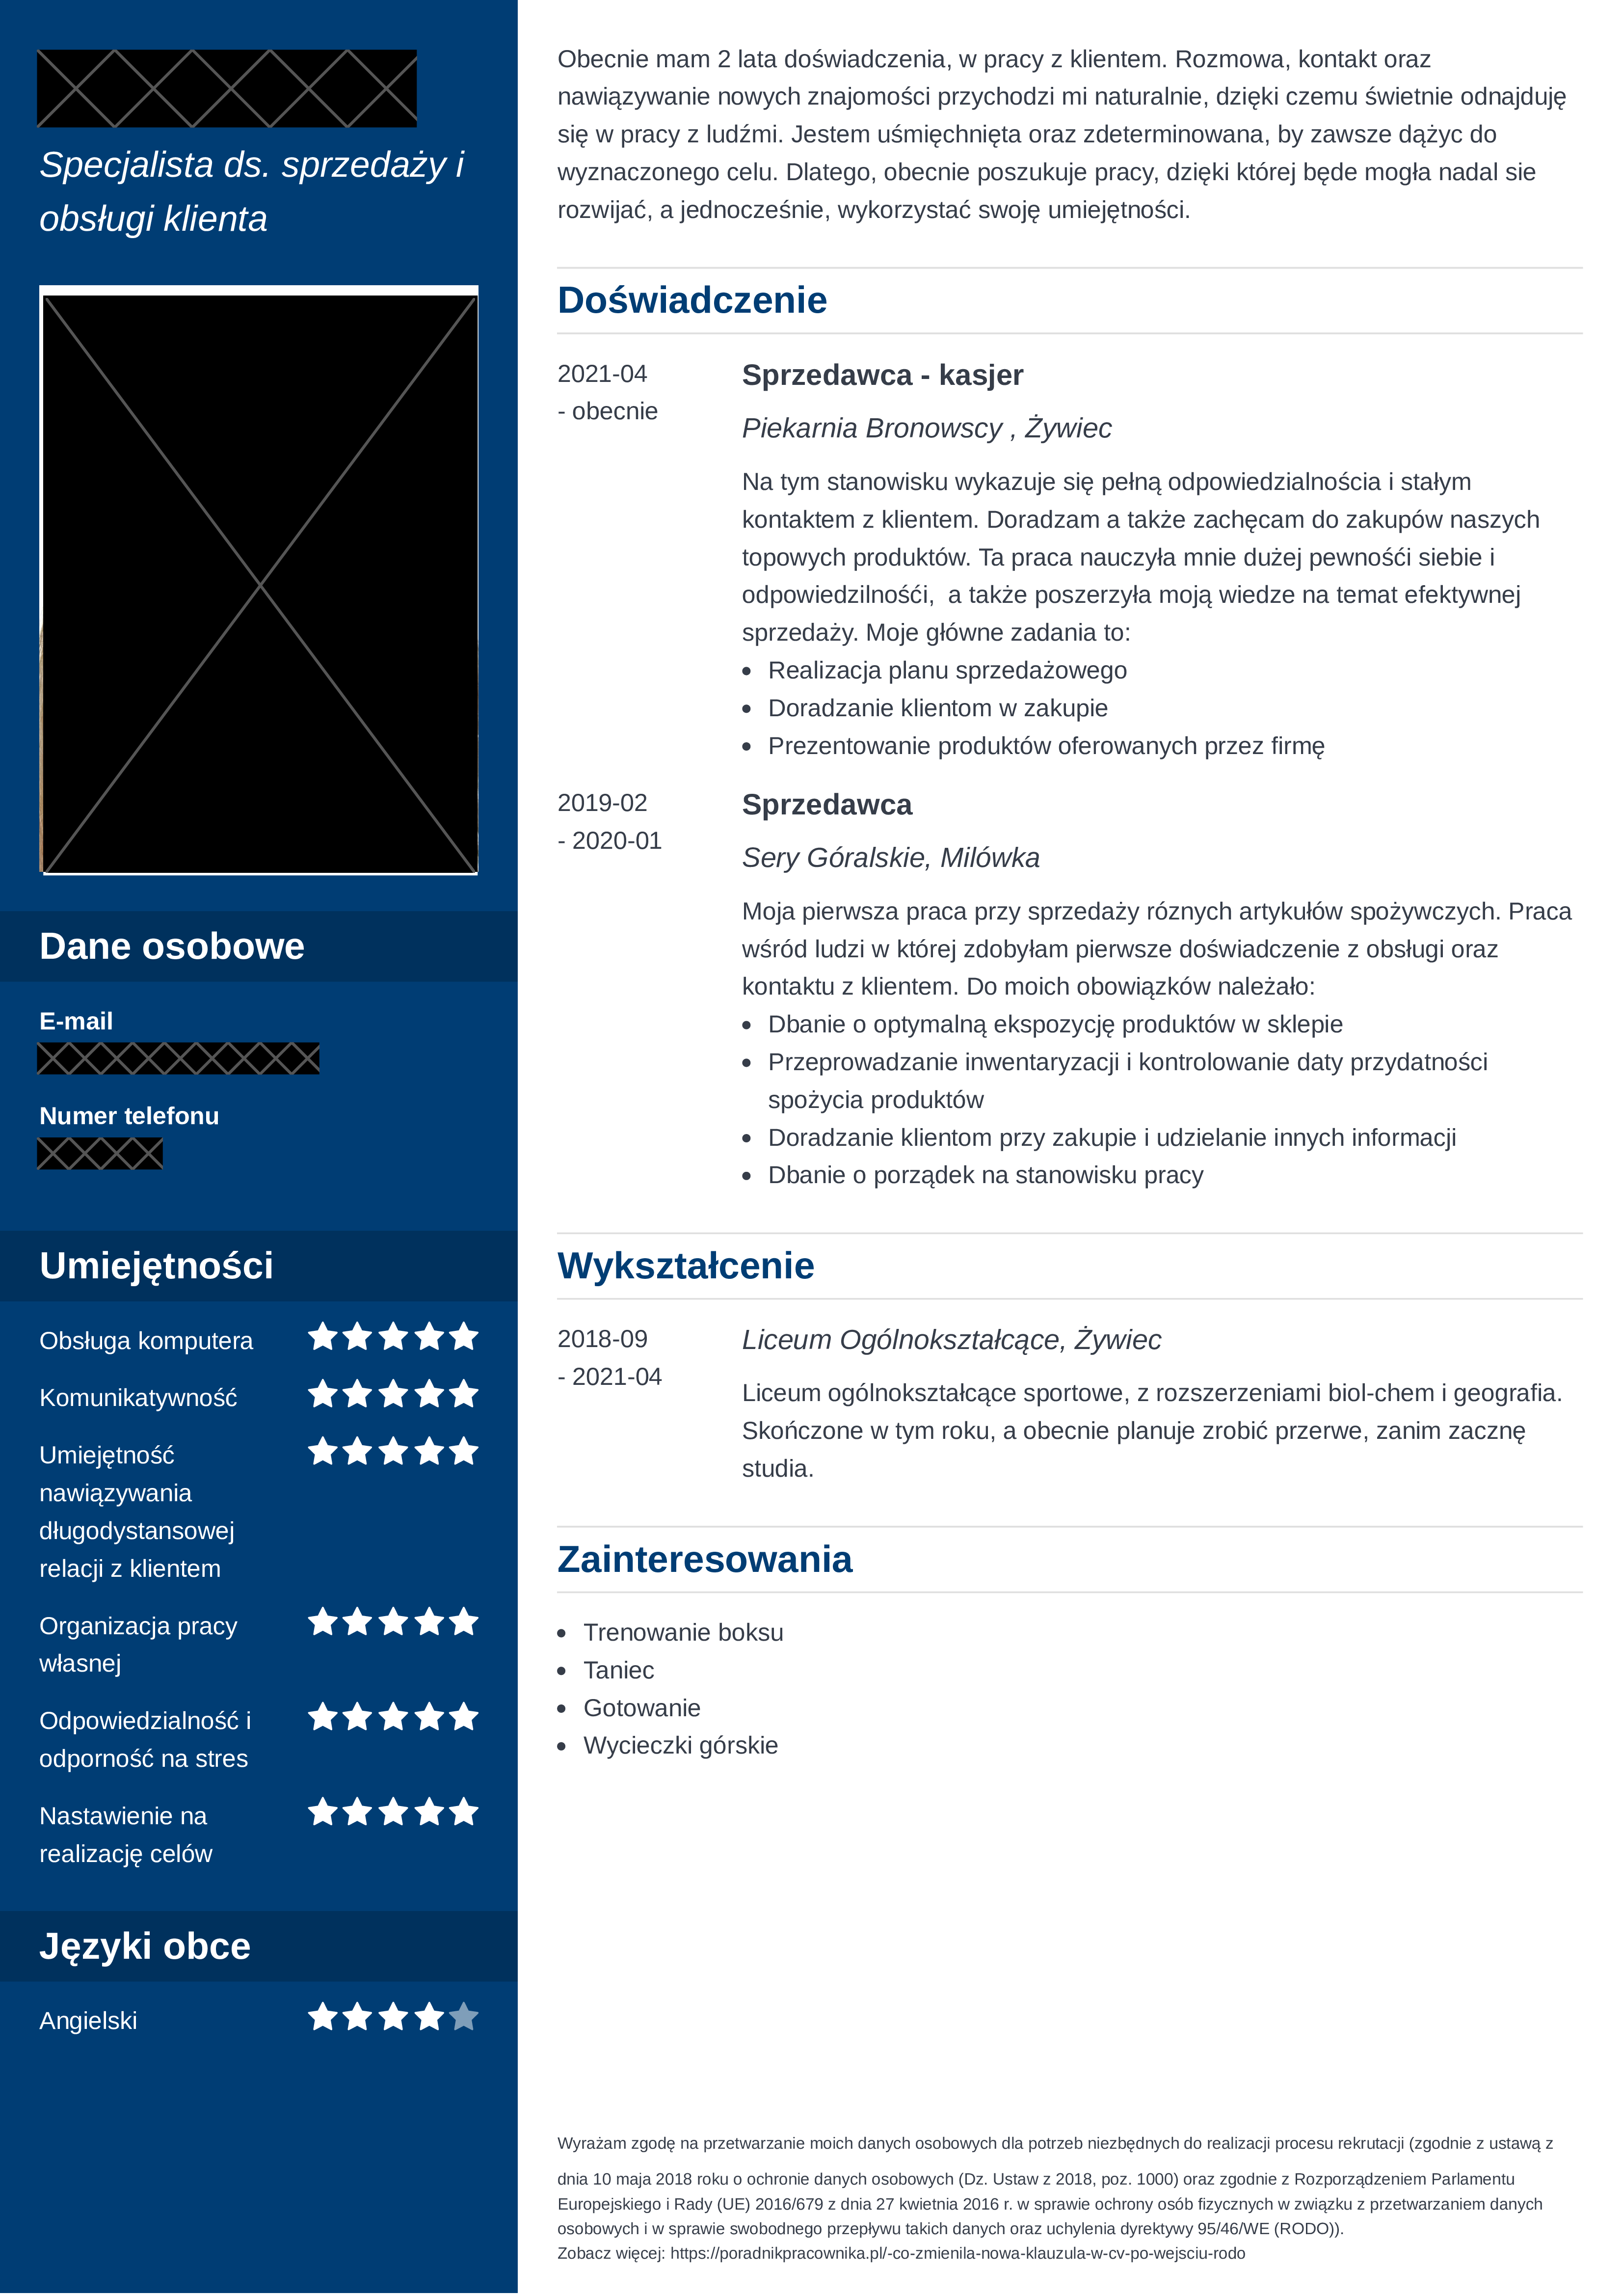 Specjalista ds. sprzedaży i
obsługi klienta
Dane osobowe
E-mail
Numer telefonu
Umiejętności
Obsługa komputera
Komunikatywność
Umiejętność
nawiązywania
długodystansowej
relacji z klientem
Organizacja pracy
własnej
Odpowiedzialność i
odporność na stres
Nastawienie na
realizację celów
Języki obce
Angielski
Obecnie mam 2 lata doświadczenia, w pracy z klientem. Rozmowa, kontakt oraz
nawiązywanie nowych znajomości przychodzi mi naturalnie, dzięki czemu świetnie odnajduję
się w pracy z ludźmi. Jestem uśmięchnięta oraz zdeterminowana, by zawsze dążyc do
wyznaczonego celu. Dlatego, obecnie poszukuje pracy, dzięki której będe mogła nadal sie
rozwijać, a jednocześnie, wykorzystać swoję umiejętności.
Doświadczenie
2021-04
- obecnie
Sprzedawca - kasjer
Piekarnia Bronowscy , Żywiec
Na tym stanowisku wykazuje się pełną odpowiedzialnościa i stałym
kontaktem z klientem. Doradzam a także zachęcam do zakupów naszych
topowych produktów. Ta praca nauczyła mnie dużej pewnośći siebie i
odpowiedzilnośći,  a także poszerzyła moją wiedze na temat efektywnej
sprzedaży. Moje główne zadania to:
• Realizacja planu sprzedażowego
• Doradzanie klientom w zakupie
• Prezentowanie produktów oferowanych przez firmę
2019-02
- 2020-01
Sprzedawca
Sery Góralskie, Milówka
Moja pierwsza praca przy sprzedaży róznych artykułów spożywczych. Praca
wśród ludzi w której zdobyłam pierwsze doświadczenie z obsługi oraz
kontaktu z klientem. Do moich obowiązków należało:
• Dbanie o optymalną ekspozycję produktów w sklepie
• Przeprowadzanie inwentaryzacji i kontrolowanie daty przydatności
spożycia produktów
• Doradzanie klientom przy zakupie i udzielanie innych informacji
• Dbanie o porządek na stanowisku pracy
Wykształcenie
2018-09
- 2021-04
Liceum Ogólnokształcące, Żywiec
Liceum ogólnokształcące sportowe, z rozszerzeniami biol-chem i geografia.
Skończone w tym roku, a obecnie planuje zrobić przerwe, zanim zacznę
studia.
Zainteresowania
• Trenowanie boksu
• Taniec
• Gotowanie
• Wycieczki górskie
Wyrażam zgodę na przetwarzanie moich danych osobowych dla potrzeb niezbędnych do realizacji procesu rekrutacji (zgodnie z ustawą z
dnia 10 maja 2018 roku o ochronie danych osobowych (Dz. Ustaw z 2018, poz. 1000) oraz zgodnie z Rozporządzeniem Parlamentu
Europejskiego i Rady (UE) 2016/679 z dnia 27 kwietnia 2016 r. w sprawie ochrony osób fizycznych w związku z przetwarzaniem danych
osobowych i w sprawie swobodnego przepływu takich danych oraz uchylenia dyrektywy 95/46/WE (RODO)).
Zobacz więcej: https://poradnikpracownika.pl/-co-zmienila-nowa-klauzula-w-cv-po-wejsciu-rodo